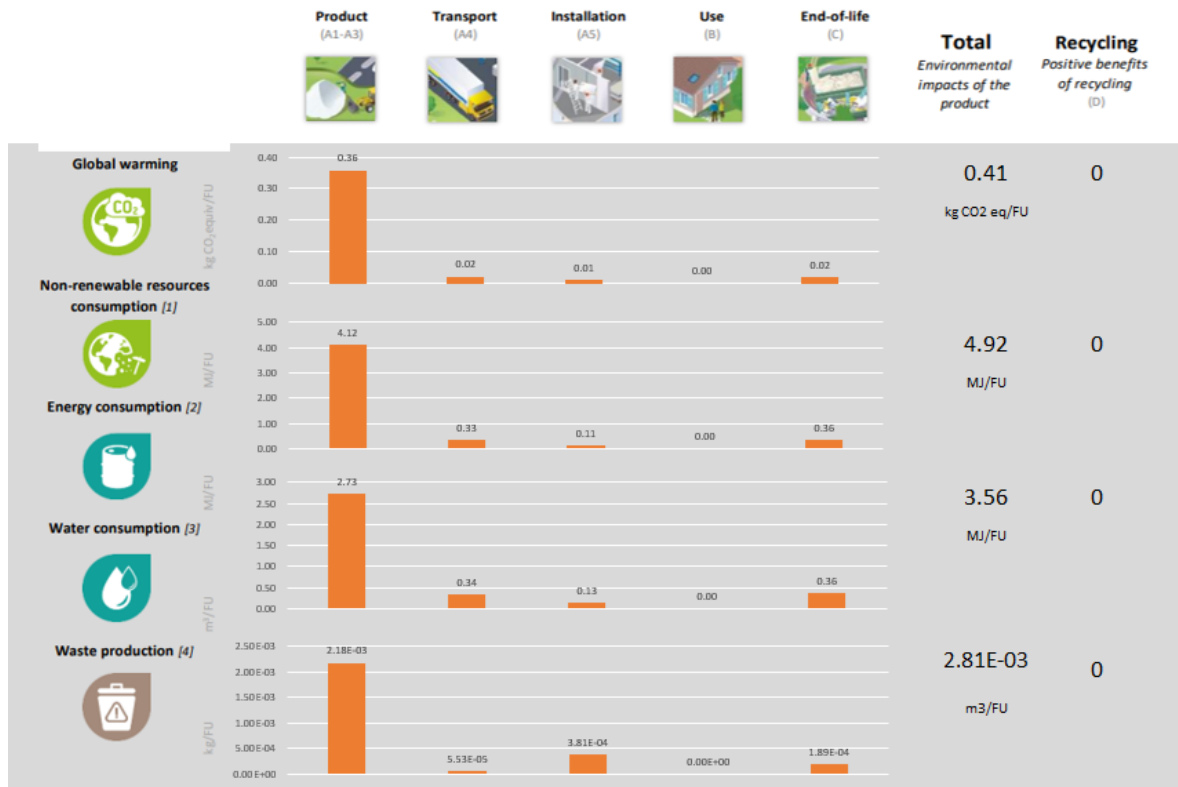 Product
(A1-A3)
Transport
(A4)
Installation
(A5)
Use
(B)
End-of-life
(C)
Total
Environmental
impacts of the
product
Recycling
Positive benefits
of recycling
(D)
Global warming
CO₂
kg CO₂equiv/FU
0.40
0.30
0.20
0.10
0.00
0.36
0.02
0.01
0.00
0.02
0.41
kg CO2 eq/FU
0
Non-renewable resources
consumption [1]
MJ/FU
5.00
4.00
3.00
2.00
1.00
0.00
4.12
0.33
0.11
0.00
0.36
4.92
MJ/FU
0
Energy consumption [2]
MJ/FU
3.00
2.50
2.00
1.50
1.00
0.50
0.00
2.73
0.34
0.13
0.00
0.36
3.56
MJ/FU
0
Water consumption [3]
m³/FU
2.50E-03
2.00E-03
1.50E-03
1.00E-03
5.00E-04
0.00E+00
2.18E-03
5.53E-05
3.81E-04
0.00E+00
1.89E-04
2.81E-03
m3/FU
0
Waste production [4]
kg/FU